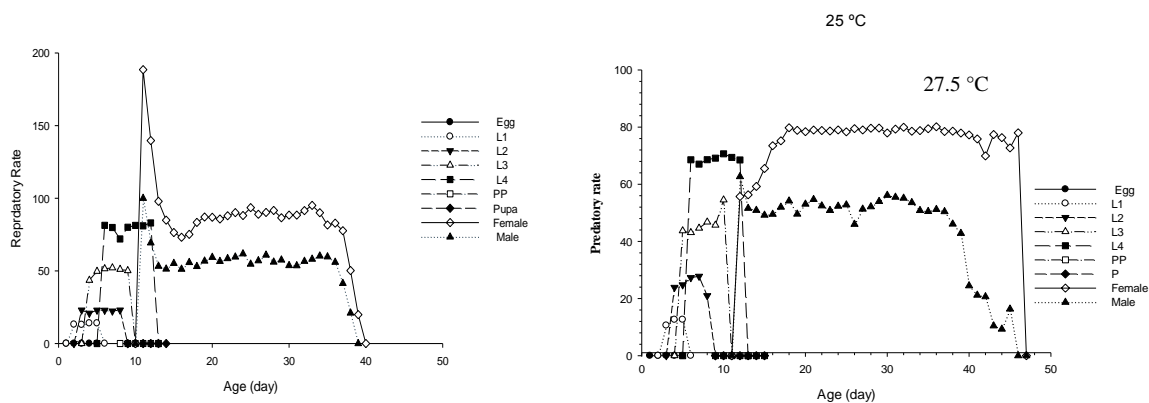 25 ºC
200
150
100
50
0
Reprdatory Rate
0
10
20
30
40
50
Age (day)
Egg
L1
L2
L3
L4
PP
Pupa
Female
Male
27.5 °C
100
80
60
40
20
0
Predatory rate
0
10
20
30
40
50
Age (day)
Egg
L1
L2
L3
L4
PP
P
Female
Male